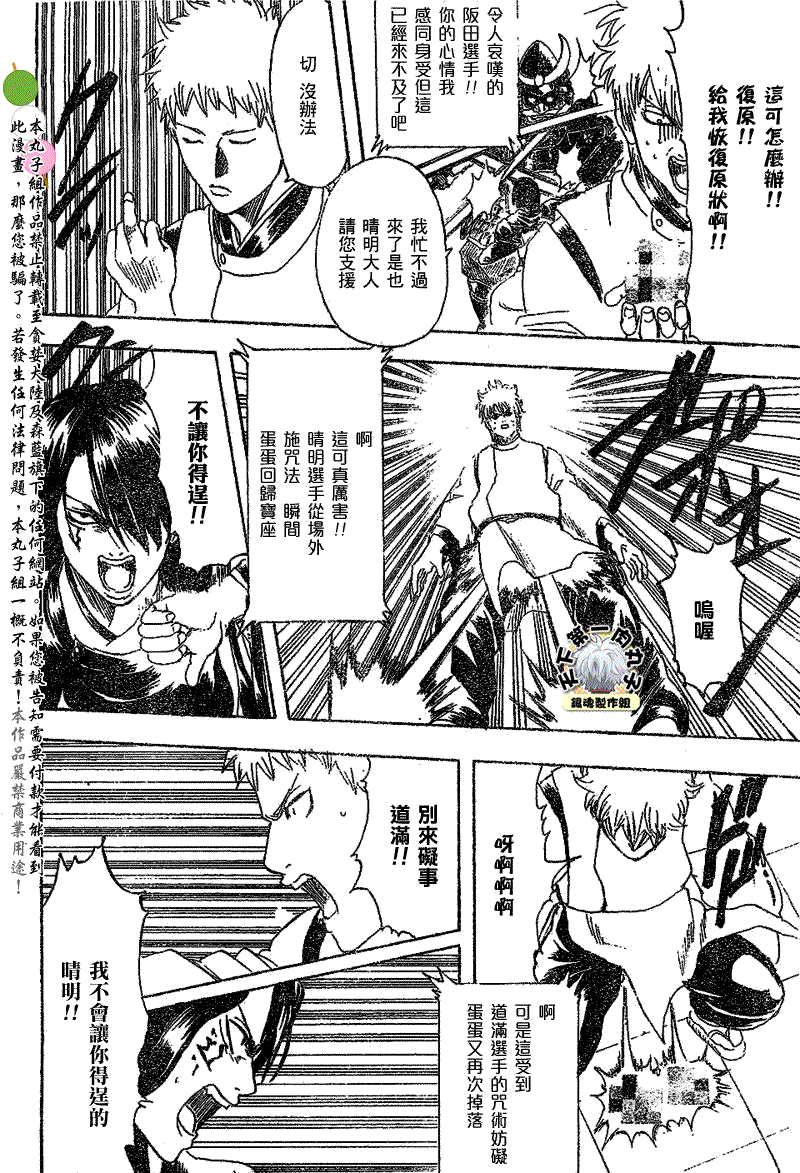 這可怎麼辦!!
復原!!
給我恢復原狀啊!!
令人哀嘆的
阪田選手!!
你的心情我
感同身受但這
已經來不及了吧
切 沒辦法
我忙不過
來了是也
晴明大人
請您支援
嗚喔
啊
這可真厲害!!
晴明選手從場外
施咒法 瞬間
蛋蛋回歸寶座
不讓你得逞!!
呀啊啊啊
啊
可是這受到
道滿選手的咒術妨礙
蛋蛋又再次掉落
別來礙事
道滿!!
我不會讓你得逞的
晴明!!
天下第一
銀魂製作組
本丸子組作品禁止轉載至貪婪大陸及森藍旗下的任何網站。如果您被告知需要付款才能看到
此漫畫，那麼您被騙了。若發生任何法律問題，本丸子組一概不負責！本作品嚴禁商業用途！